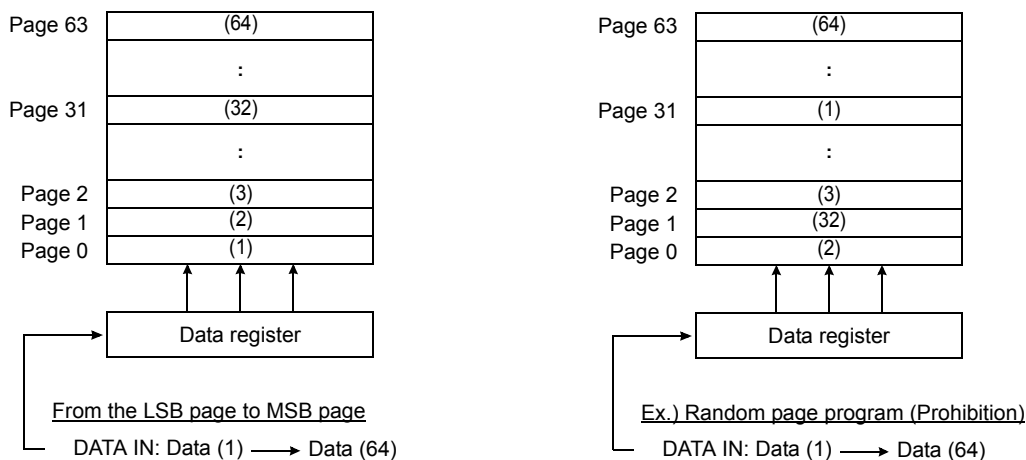 Page 63 (64)
:
Page 31 (32)
:
Page 2 (3)
Page 1 (2)
Page 0 (1)
Data register
From the LSB page to MSB page
DATA IN: Data (1) Data (64)
Page 63 (64)
:
Page 31 (1)
:
Page 2 (3)
Page 1 (32)
Page 0 (2)
Data register
Ex.) Random page program (Prohibition)
DATA IN: Data (1) Data (64)